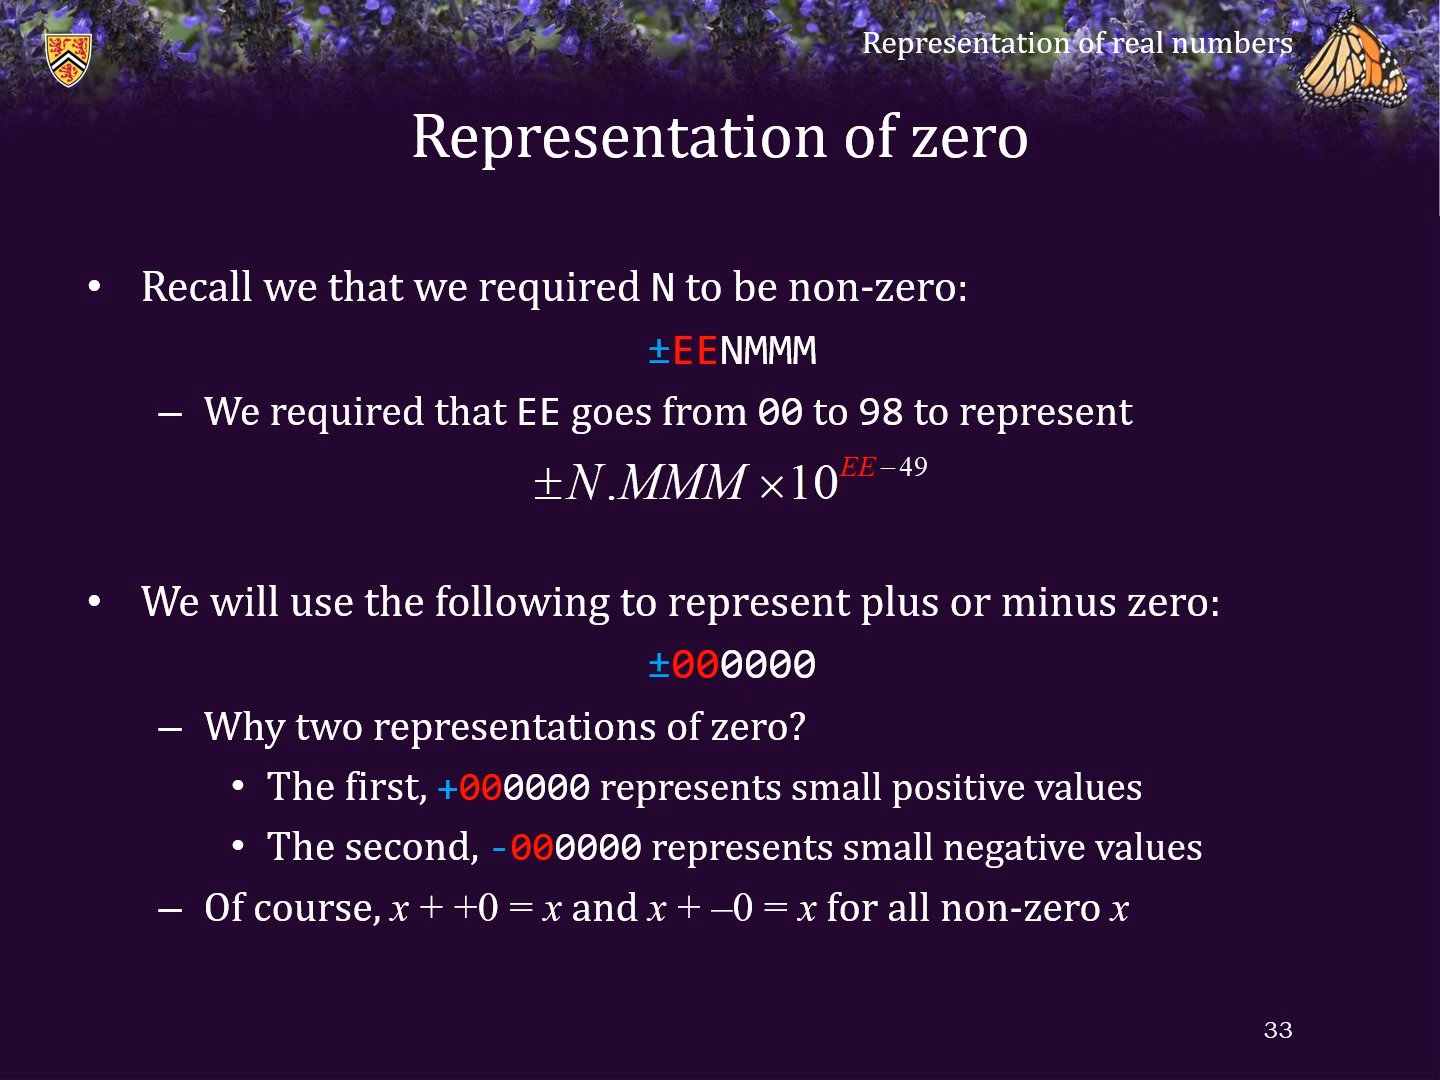 Representation of real numbers
Representation of zero
• Recall we that we required N to be non-zero:
±EENMMM
– We required that EE goes from 00 to 98 to represent
±N.MMM ×10^{EE–49}
• We will use the following to represent plus or minus zero:
±000000
– Why two representations of zero?
• The first, +000000 represents small positive values
• The second, -000000 represents small negative values
– Of course, x + +0 = x and x + –0 = x for all non-zero x
33